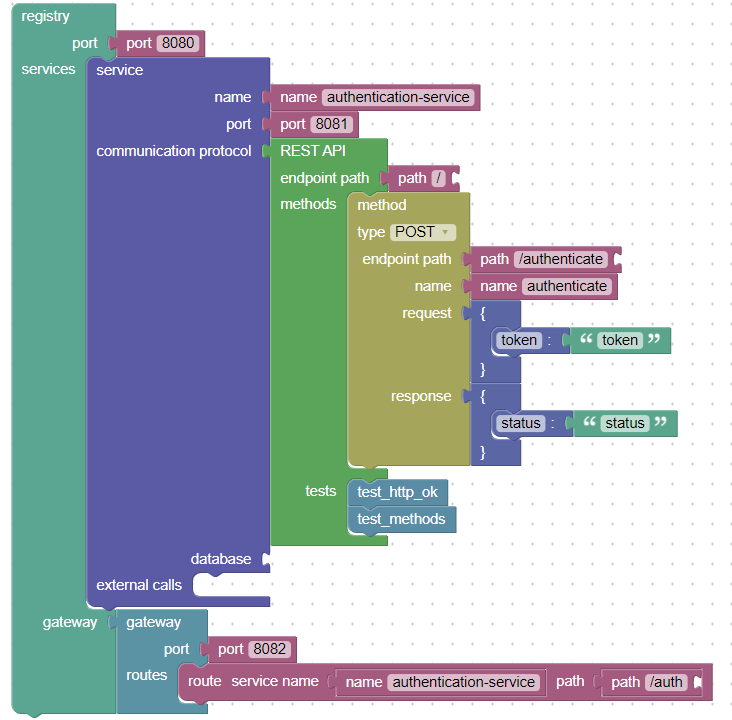 registry
port port 8080
services service
name name authentication-service
port port 8081
communication protocol REST API
endpoint path path /
methods method
type POST
endpoint path path /authenticate
name name authenticate
request {
token : “ token ”
}
response {
status : “ status ”
}
tests test_http_ok
test_methods
database
external calls
gateway gateway
port port 8082
routes route service name name authentication-service path path /auth